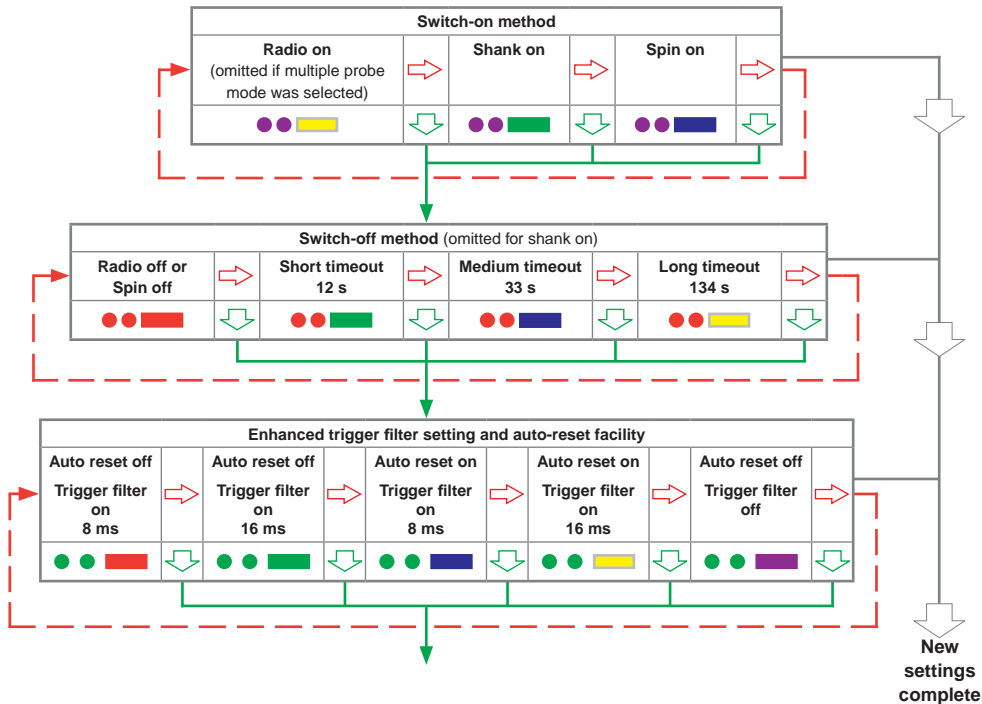 Switch-on method
Radio on
(omitted if multiple probe
mode was selected)
Shank on
Spin on
Switch-off method (omitted for shank on)
Radio off or
Spin off
Short timeout
12 s
Medium timeout
33 s
Long timeout
134 s
Enhanced trigger filter setting and auto-reset facility
Auto reset off
Trigger filter
on
8 ms
Auto reset off
Trigger filter
on
16 ms
Auto reset on
Trigger filter
on
8 ms
Auto reset on
Trigger filter
on
16 ms
Auto reset off
Trigger filter
off
New
settings
complete